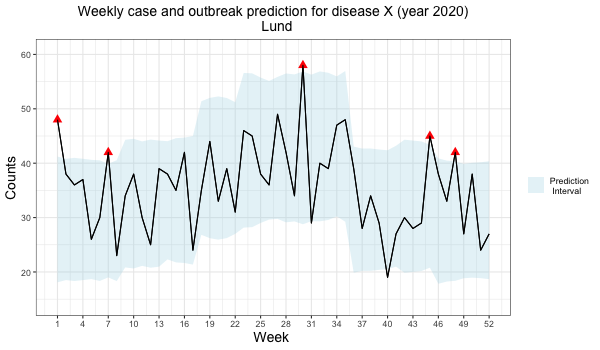 Weekly case and outbreak prediction for disease X (year 2020)
Lund
Counts
60
50
40
30
20
1 4 7 10 13 16 19 22 25 28 31 34 37 40 43 46 49 52
Week
Prediction
Interval